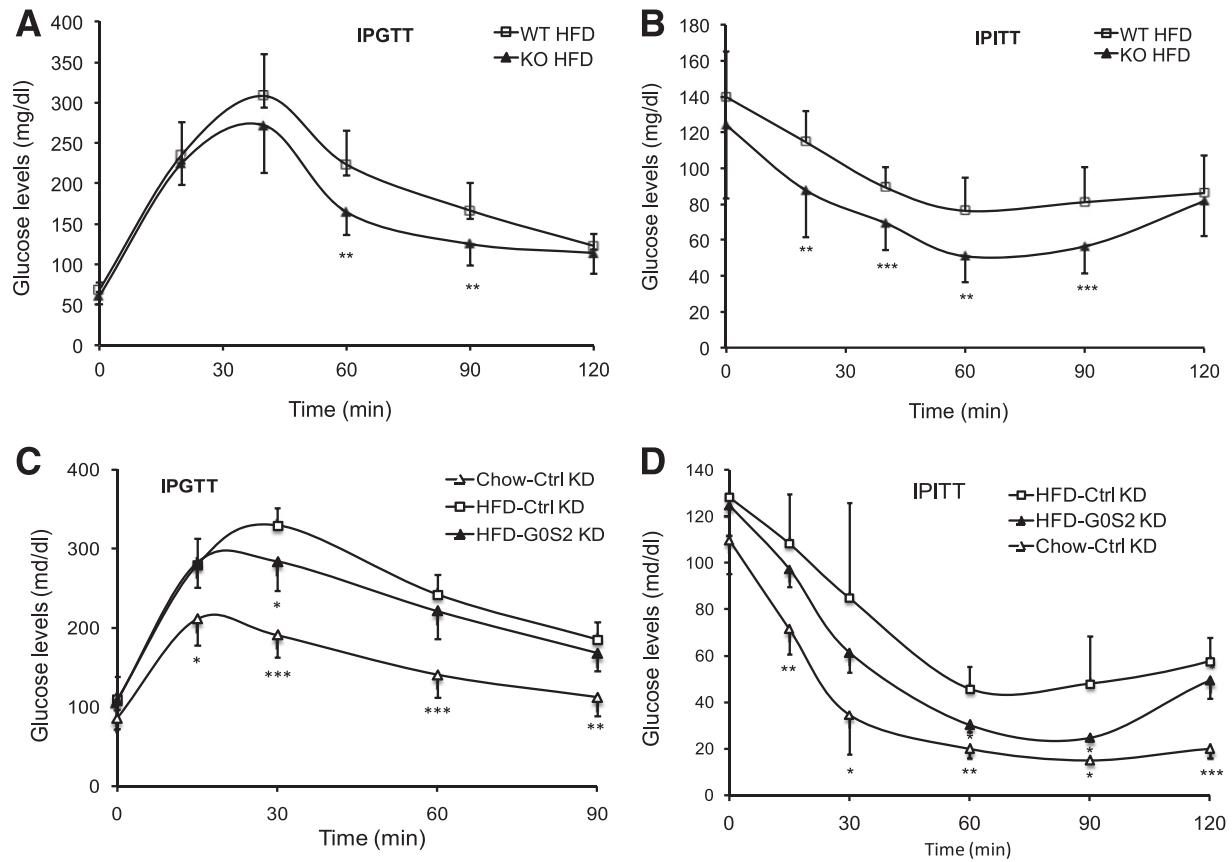 A
IPGTT
WT HFD
KO HFD
Glucose levels (mg/dl)
400
350
300
250
200
150
100
50
0
**
**
0
30
60
90
120
Time (min)
B
IPITT
WT HFD
KO HFD
Glucose levels (mg/dl)
180
160
140
120
100
80
60
40
20
0
**
***
**
***
0
30
60
90
120
Time (min)
C
IPGTT
Chow-Ctrl KD
HFD-Ctrl KD
HFD-G0S2 KD
Glucose levels (md/dl)
400
300
200
100
0
*
*
***
***
**
0
30
60
90
Time (min)
D
IPITT
HFD-Ctrl KD
HFD-G0S2 KD
Chow-Ctrl KD
Glucose levels (md/dl)
140
120
100
80
60
40
20
0
**
*
*
**
*
*
***
0
30
60
90
120
Time (min)